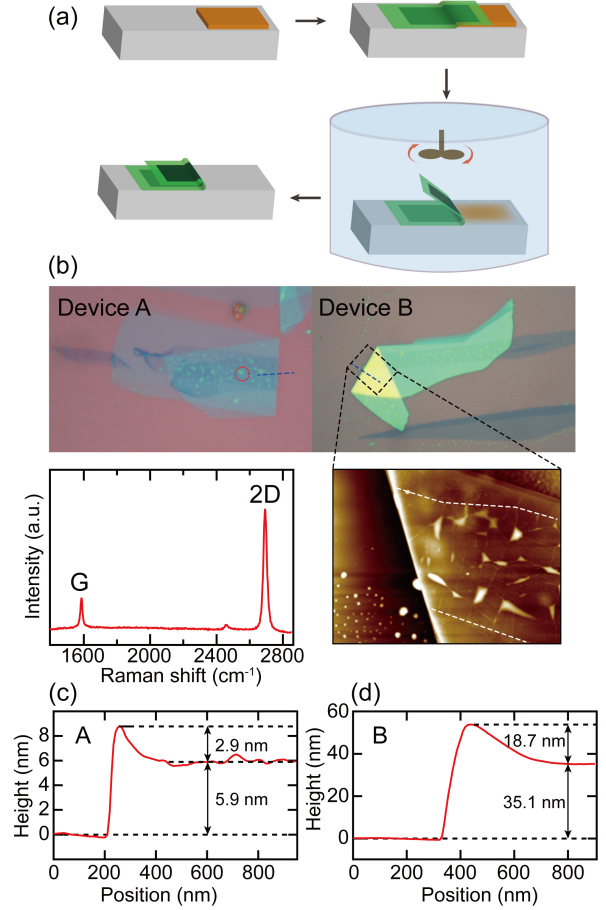 (a)
(b)
Device A
Device B
Intensity (a.u.)
G
2D
1600
2000
2400
2800
Raman shift (cm-1)
(c)
(d)
Height (nm)
8
6
4
2
0
A
2.9 nm
5.9 nm
0
200
400
600
800
Position (nm)
Height (nm)
60
40
20
0
B
18.7 nm
35.1 nm
0
200
400
600
800
Position (nm)